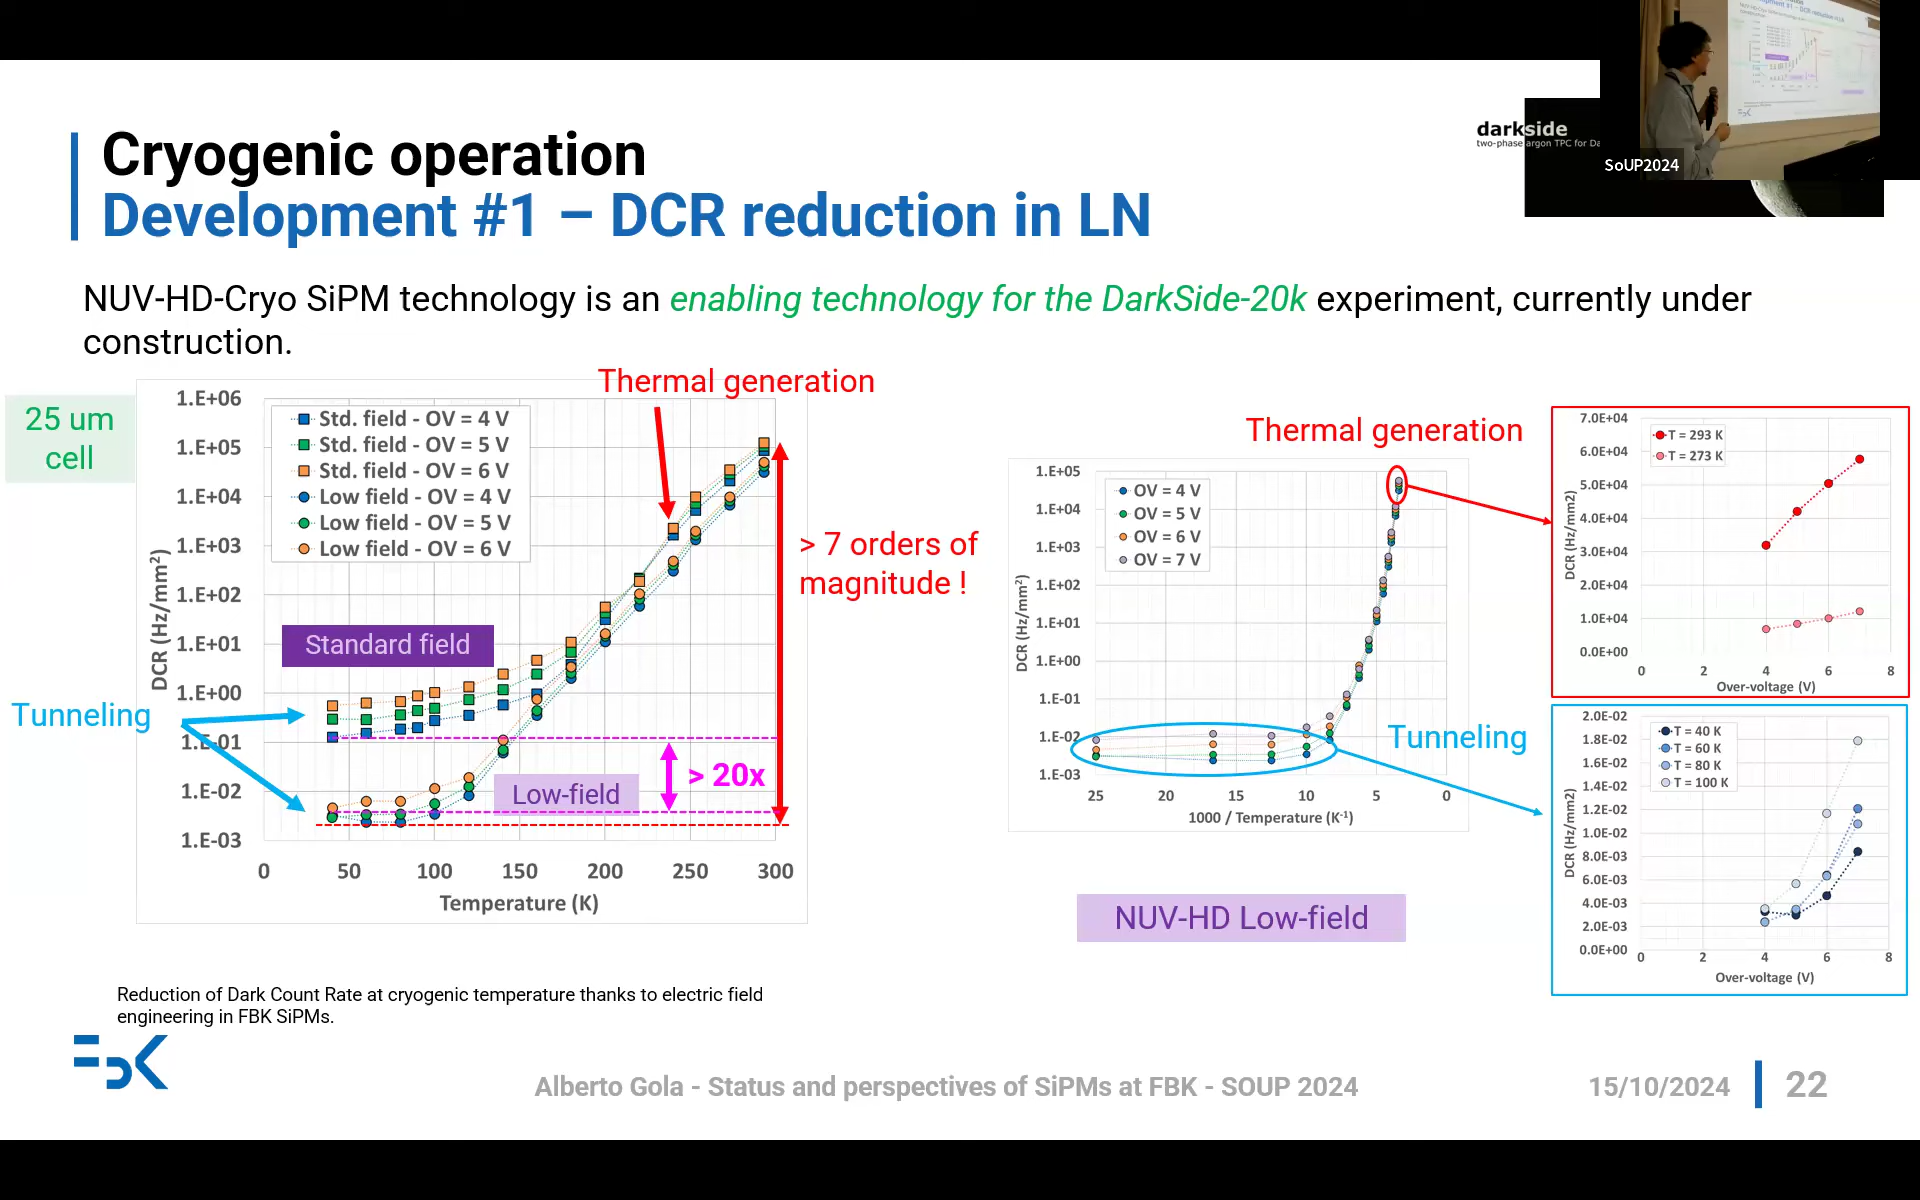 darkside
two-phase argon TPC for Da
SoUP2024
Cryogenic operation
Development #1 – DCR reduction in LN
NUV-HD-Cryo SiPM technology is an enabling technology for the DarkSide-20k experiment, currently under
construction.
25 um
cell
Thermal generation
1.E+06
1.E+05
1.E+04
1.E+03
1.E+02
1.E+01
1.E+00
1.E-01
1.E-02
1.E-03
DCR (Hz/mm²)
Std. field - OV = 4 V
Std. field - OV = 5 V
Std. field - OV = 6 V
Low field - OV = 4 V
Low field - OV = 5 V
Low field - OV = 6 V
Standard field
Tunneling
Low-field
> 20x
> 7 orders of
magnitude !
0 50 100 150 200 250 300
Temperature (K)
Thermal generation
1.E+05
1.E+04
1.E+03
1.E+02
1.E+01
1.E+00
1.E-01
1.E-02
1.E-03
DCR (Hz/mm²)
OV = 4 V
OV = 5 V
OV = 6 V
OV = 7 V
Tunneling
25 20 15 10 5 0
1000 / Temperature (K⁻¹)
NUV-HD Low-field
7.0E+04
6.0E+04
5.0E+04
4.0E+04
3.0E+04
2.0E+04
1.0E+04
0.0E+00
DCR (Hz/mm2)
T = 293 K
T = 273 K
0 2 4 6 8
Over-voltage (V)
2.0E-02
1.8E-02
1.6E-02
1.4E-02
1.2E-02
1.0E-02
8.0E-03
6.0E-03
4.0E-03
2.0E-03
0.0E+00
DCR (Hz/mm2)
T = 40 K
T = 60 K
T = 80 K
T = 100 K
0 2 4 6 8
Over-voltage (V)
Reduction of Dark Count Rate at cryogenic temperature thanks to electric field
engineering in FBK SiPMs.
FBK
Alberto Gola - Status and perspectives of SiPMs at FBK - SOUP 2024
15/10/2024
22